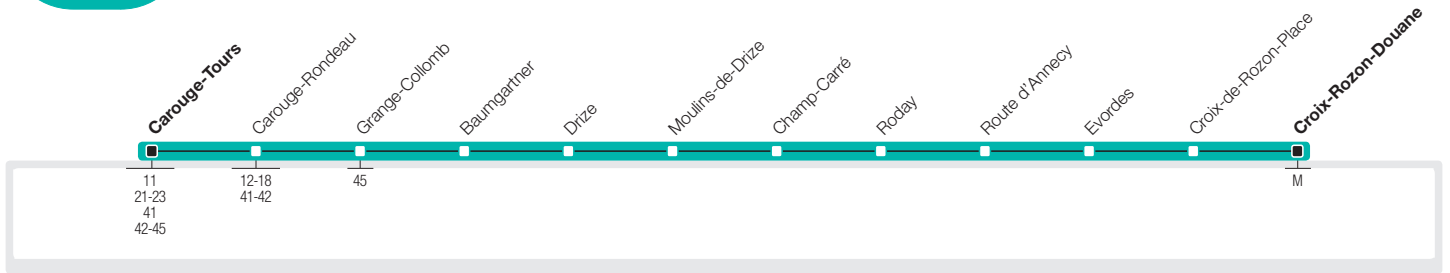 Carouge-Tours
Carouge-Rondeau
Grange-Collomb
Baumgartner
Drize
Moulins-de-Drize
Champ-Carré
Roday
Route d'Annecy
Evordes
Croix-de-Rozon-Place
Croix-Rozon-Douane
11
21-23
41
42-45
12-18
41-42
45
M